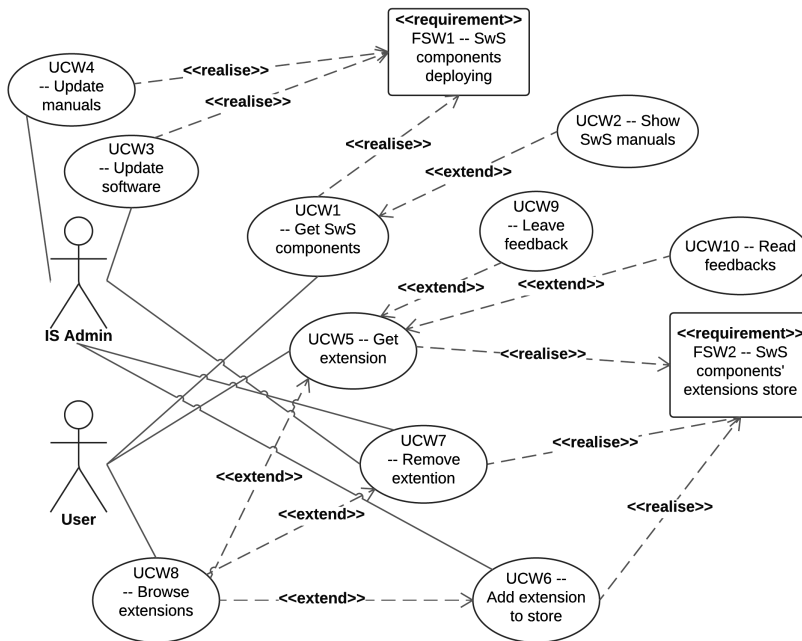 <<requirement>>
FSW1 -- SwS
components
deploying
UCW4
-- Update
manuals
<<realise>>
<<realise>>
UCW2 -- Show
SwS manuals
UCW3
-- Update
software
<<realise>>
<<extend>>
UCW1
-- Get SwS
components
UCW9
-- Leave
feedback
UCW10 -- Read
feedbacks
<<extend>>
<<extend>>
IS Admin
UCW5 -- Get
extension
<<realise>>
<<requirement>>
FSW2 -- SwS
components'
extensions store
UCW7
-- Remove
extention
<<realise>>
<<extend>>
<<extend>>
<<realise>>
User
UCW8
-- Browse
extensions
<<extend>>
UCW6 --
Add extension
to store